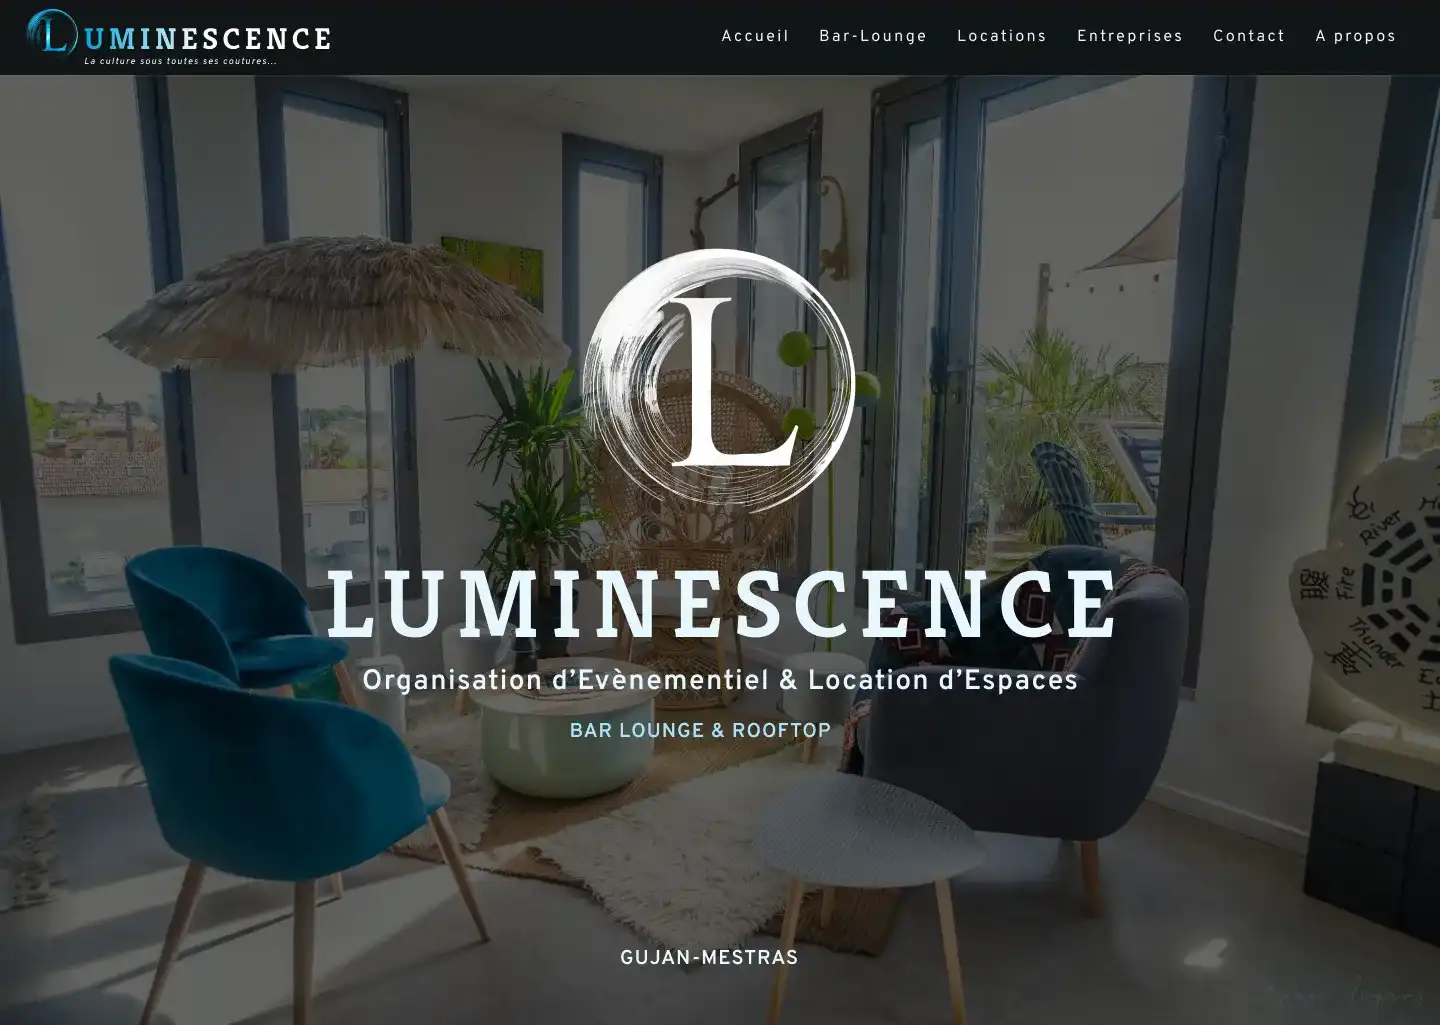 LUMINESCENCE
La culture sous toutes ses coutures...
Accueil Bar-Lounge Locations Entreprises Contact A propos
L
LUMINESCENCE
Organisation d’Evènementiel & Location d’Espaces
BAR LOUNGE & ROOFTOP
GUJAN-MESTRAS
River
Fire
Thunder